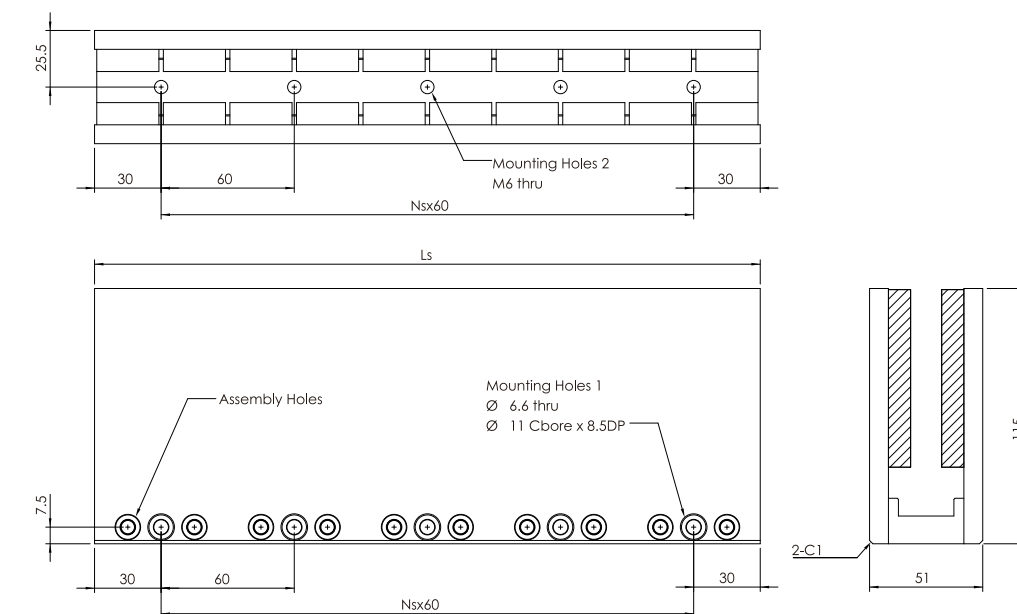 25.5
Mounting Holes 2
M6 thru
30
60
30
Nsx60
Ls
Mounting Holes 1
Ø 6.6 thru
Ø 11 Cbore x 8.5DP
Assembly Holes
115
7.5
2-C1
30
60
30
51
Nsx60